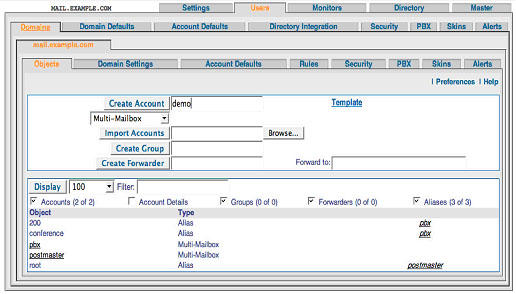 MAIL.EXAMPLE.COM Settings Users Monitors Directory Master
Domains Domain Defaults Account Defaults Directory Integration Security PBX Skins Alerts
mail.example.com
Objects Domain Settings Account Defaults Rules Security PBX Skins Alerts
| Preferences | Help
Create Account demo Template
Multi-Mailbox
Import Accounts Browse...
Create Group
Create Forwarder Forward to:
Display 100 Filter:
Accounts (2 of 2) Account Details Groups (0 of 0) Forwarders (0 of 0) Aliases (3 of 3)
Object Type
200 Alias pbx
conference Alias pbx
pbx Multi-Mailbox
postmaster Multi-Mailbox
root Alias postmaster